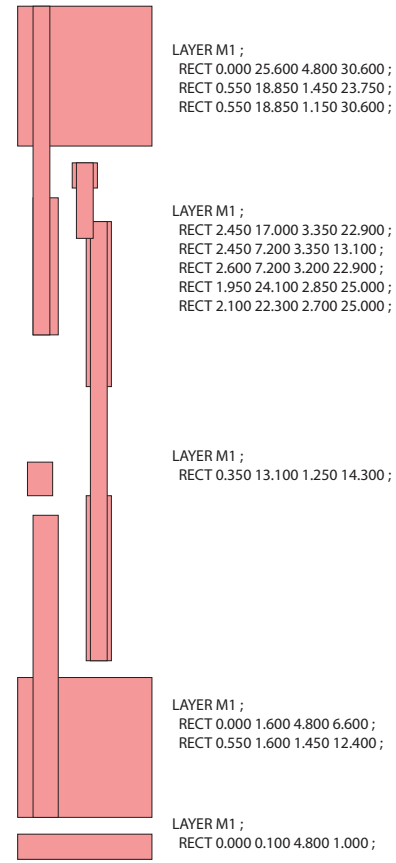 LAYER M1 ;
RECT 0.000 25.600 4.800 30.600 ;
RECT 0.550 18.850 1.450 23.750 ;
RECT 0.550 18.850 1.150 30.600 ;
LAYER M1 ;
RECT 2.450 17.000 3.350 22.900 ;
RECT 2.450 7.200 3.350 13.100 ;
RECT 2.600 7.200 3.200 22.900 ;
RECT 1.950 24.100 2.850 25.000 ;
RECT 2.100 22.300 2.700 25.000 ;
LAYER M1 ;
RECT 0.350 13.100 1.250 14.300 ;
LAYER M1 ;
RECT 0.000 1.600 4.800 6.600 ;
RECT 0.550 1.600 1.450 12.400 ;
LAYER M1 ;
RECT 0.000 0.100 4.800 1.000 ;